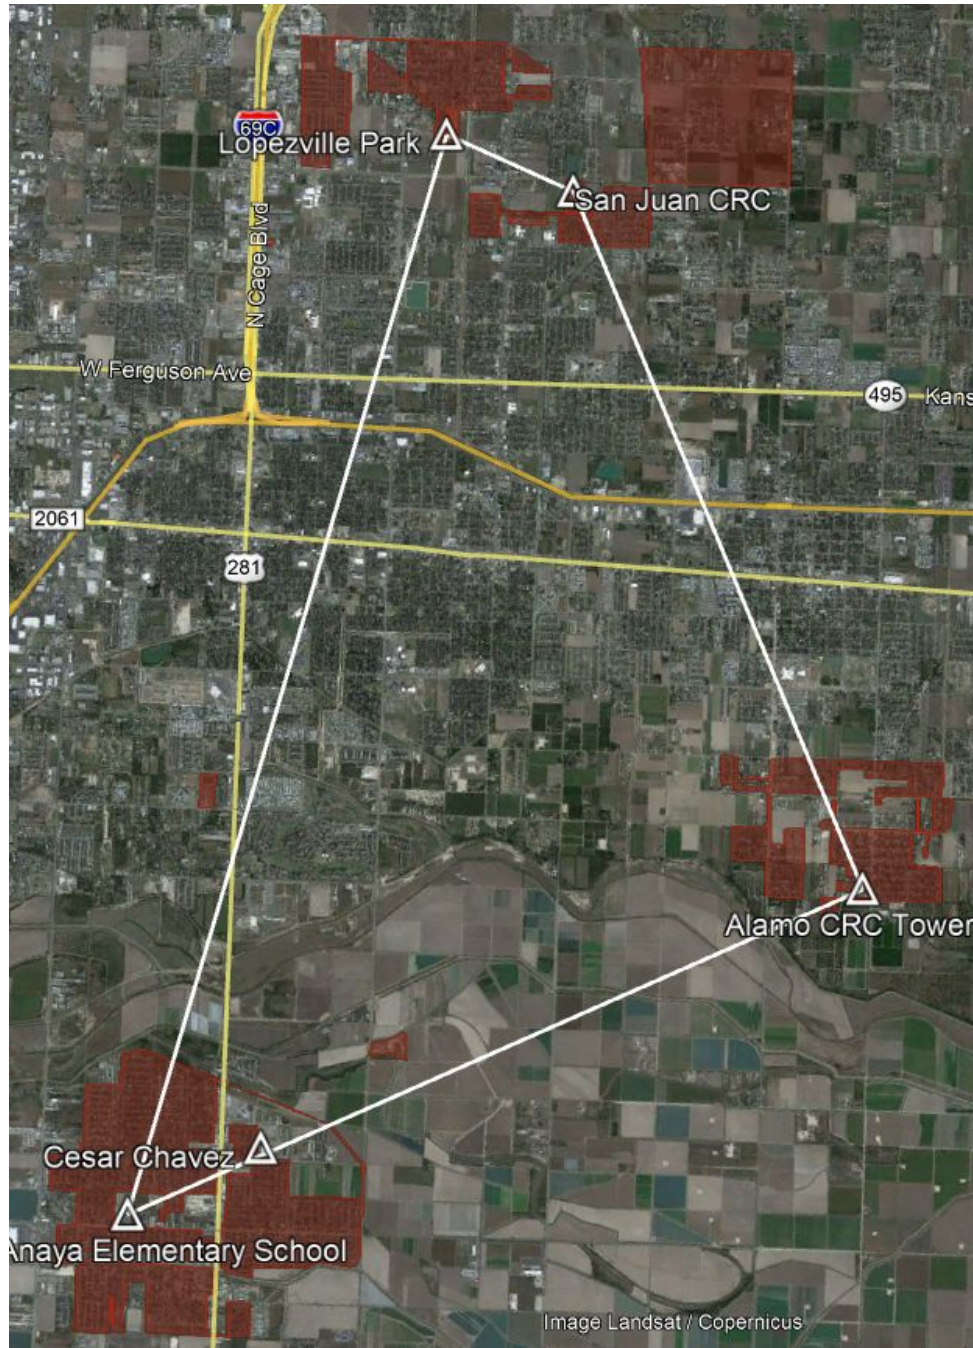 69C
Lopezville Park
San Juan CRC
N Cage Blvd
W Ferguson Ave
495
Kans
2061
281
Alamo CRC Tower
Cesar Chavez
Anaya Elementary School
Image Landsat / Copernicus